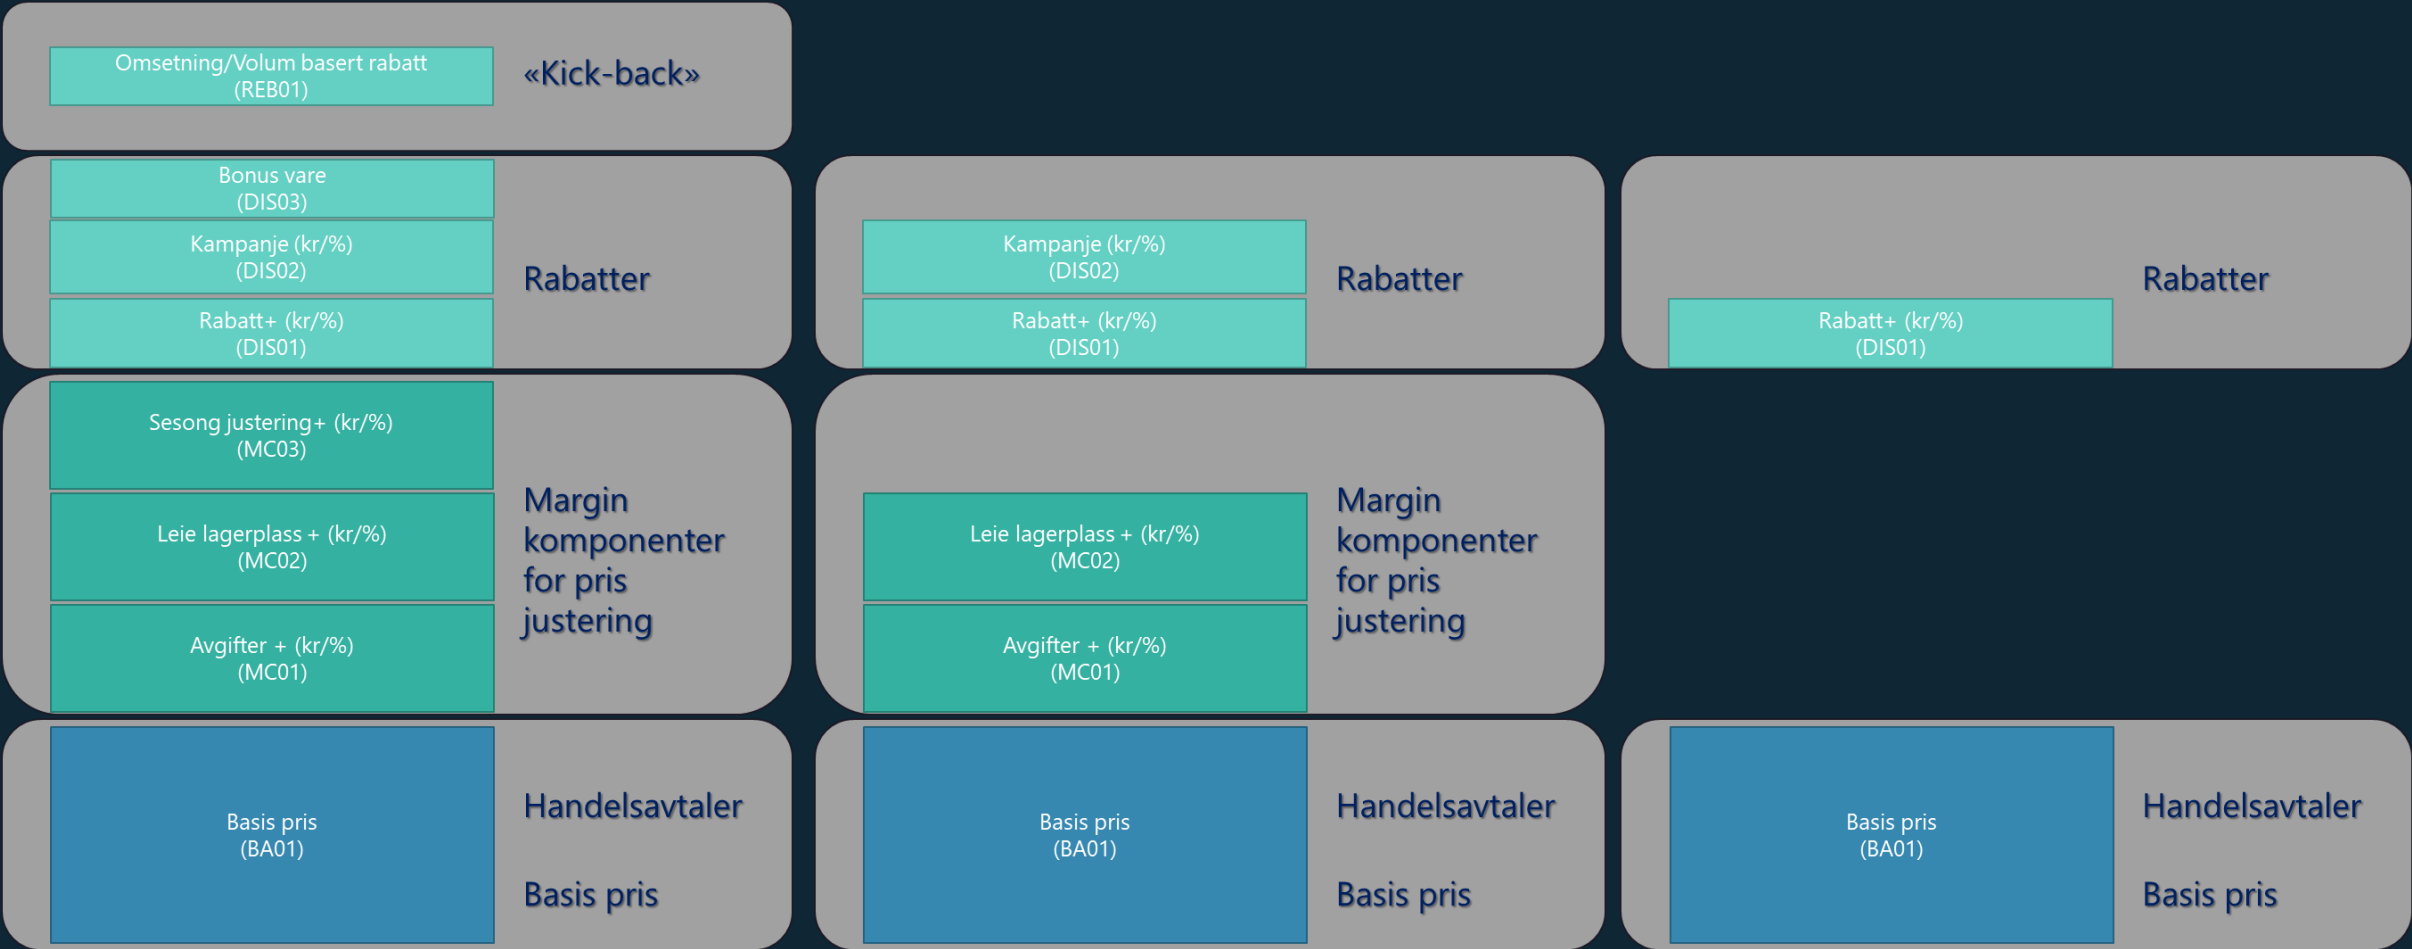 Omsetning/Volum basert rabatt
(REB01)
«Kick-back»
Bonus vare
(DIS03)
Kampanje (kr/%)
(DIS02)
Rabatt+ (kr/%)
(DIS01)
Rabatter
Kampanje (kr/%)
(DIS02)
Rabatt+ (kr/%)
(DIS01)
Rabatter
Rabatt+ (kr/%)
(DIS01)
Rabatter
Sesong justering+ (kr/%)
(MC03)
Leie lagerplass + (kr/%)
(MC02)
Avgifter + (kr/%)
(MC01)
Margin
komponenter
for pris
justering
Leie lagerplass + (kr/%)
(MC02)
Avgifter + (kr/%)
(MC01)
Margin
komponenter
for pris
justering
Basis pris
(BA01)
Handelsavtaler
Basis pris
Basis pris
(BA01)
Handelsavtaler
Basis pris
Basis pris
(BA01)
Handelsavtaler
Basis pris